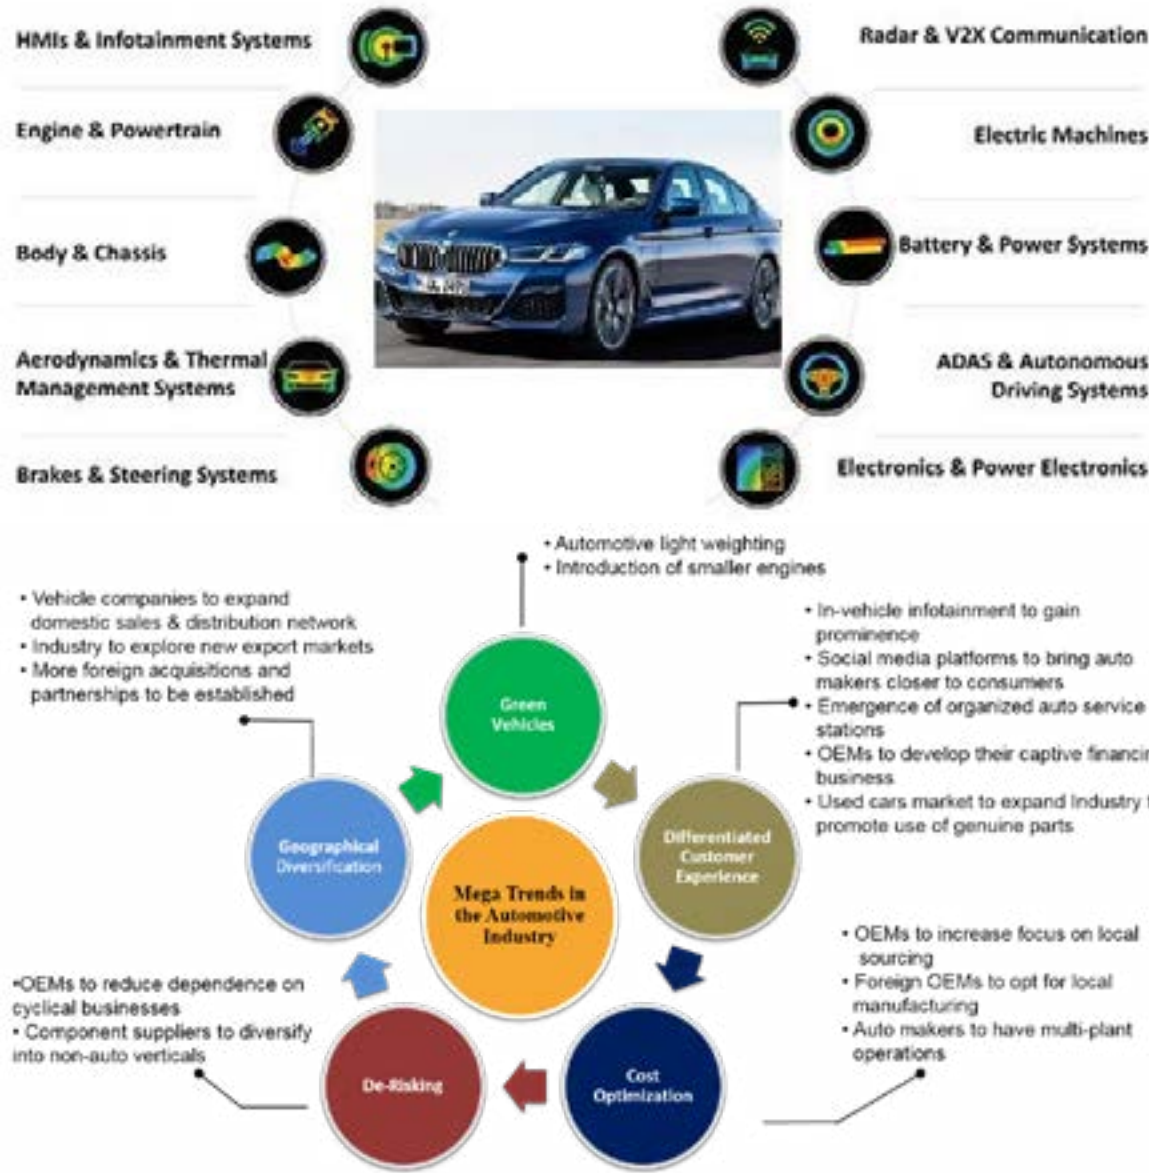 HMIs & Infotainment Systems
Engine & Powertrain
Body & Chassis
Aerodynamics & Thermal
Management Systems
Brakes & Steering Systems
Radar & V2X Communication
Electric Machines
Battery & Power Systems
ADAS & Autonomous
Driving Systems
Electronics & Power Electronics
• Automotive light weighting
• Introduction of smaller engines
• Vehicle companies to expand
domestic sales & distribution network
• Industry to explore new export markets
• More foreign acquisitions and
partnerships to be established
• In-vehicle infotainment to gain
prominence
• Social media platforms to bring auto
makers closer to consumers
• Emergence of organized auto service
stations
• OEMs to develop their captive
business
• Used cars market to expand Industry
promote use of genuine parts
Green
Vehicles
Geographical
Diversification
Differentiated
Customer
Experience
Mega Trends in
the Automotive
Industry
• OEMs to increase focus on local
sourcing
• Foreign OEMs to opt for local
manufacturing
• Auto makers to have multi-plant
operations
•OEMs to reduce dependence on
cyclical businesses
• Component suppliers to diversify
into non-auto verticals
De-Risking
Cost
Optimization